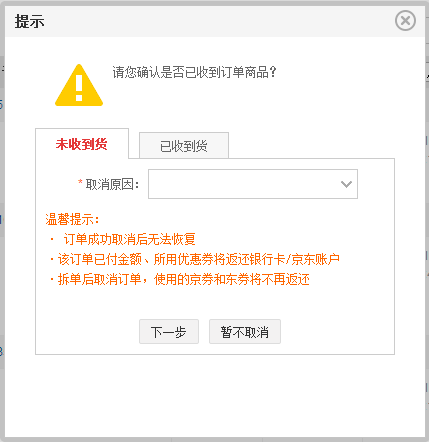 提示
请您确认是否已收到订单商品？
未收到货
已收到货
*取消原因：
温馨提示：
· 订单成功取消后无法恢复
·该订单已付金额、所用优惠券将返还银行卡/京东账户
·拆单后取消订单，使用的京券和东券将不再返还
下一步
暂不取消